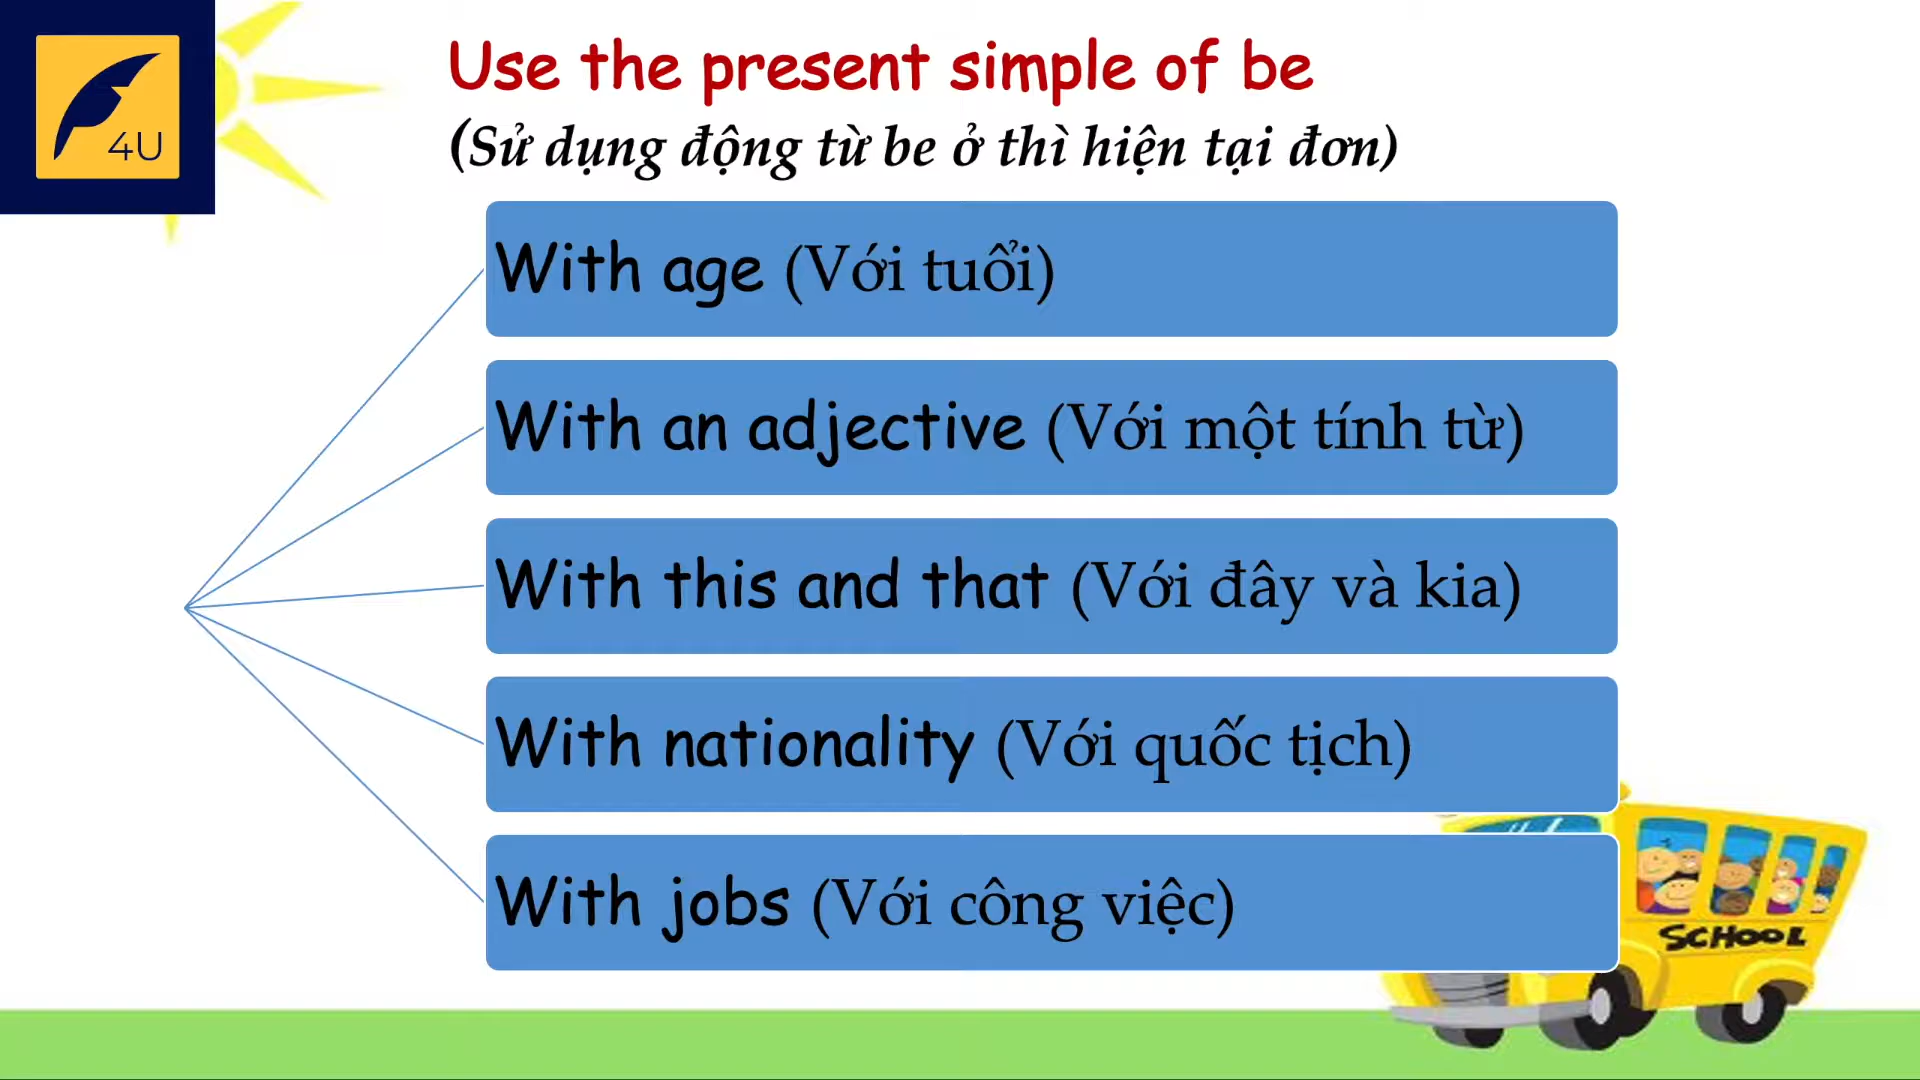 4U
Use the present simple of be
(Sử dụng động từ be ở thì hiện tại đơn)
With age (Với tuổi)
With an adjective (Với một tính từ)
With this and that (Với đây và kia)
With nationality (Với quốc tịch)
With jobs (Với công việc)
SCHOOL